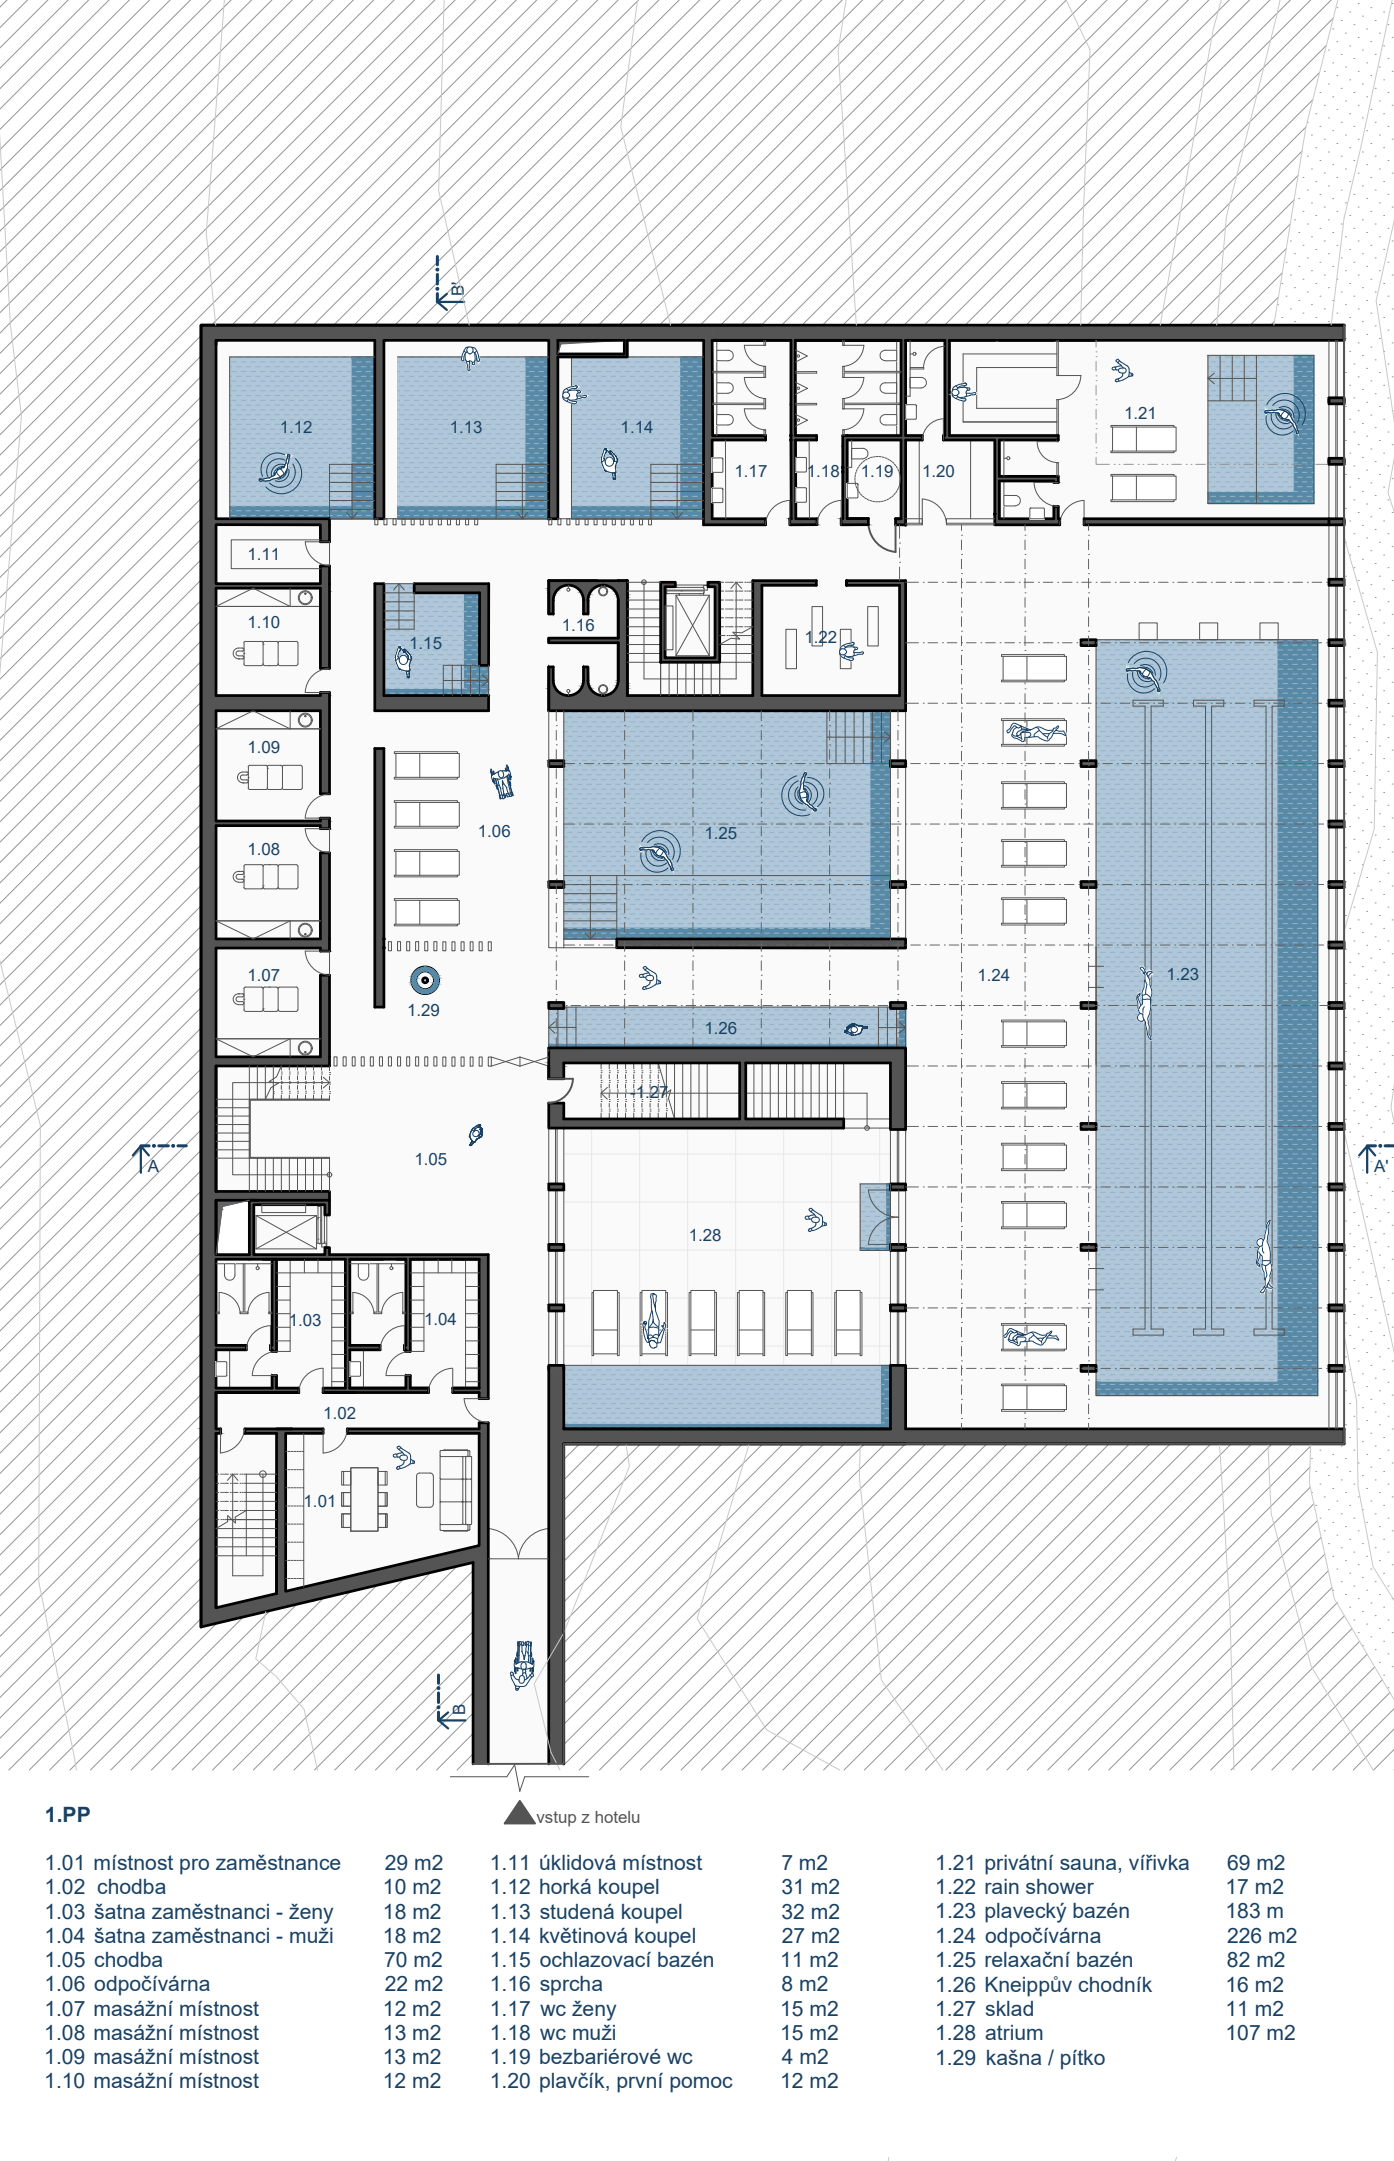 B'
1.12
1.13
1.14
1.17
1.18
1.19
1.20
1.21
1.11
1.10
1.15
1.16
1.22
1.09
1.06
1.25
1.08
1.07
1.29
1.24
1.23
1.26
1.27
1.05
A
A'
1.28
1.03
1.04
1.02
1.01
B
vstup z hotelu
1.PP
1.01 místnost pro zaměstnance 29 m2
1.02 chodba 10 m2
1.03 šatna zaměstnanci - ženy 18 m2
1.04 šatna zaměstnanci - muži 18 m2
1.05 chodba 70 m2
1.06 odpočívárna 22 m2
1.07 masážní místnost 12 m2
1.08 masážní místnost 13 m2
1.09 masážní místnost 13 m2
1.10 masážní místnost 12 m2
1.11 úklidová místnost 7 m2
1.12 horká koupel 31 m2
1.13 studená koupel 32 m2
1.14 květinová koupel 27 m2
1.15 ochlazovací bazén 11 m2
1.16 sprcha 8 m2
1.17 wc ženy 15 m2
1.18 wc muži 15 m2
1.19 bezbariérové wc 4 m2
1.20 plavčík, první pomoc 12 m2
1.21 privátní sauna, vířivka 69 m2
1.22 rain shower 17 m2
1.23 plavecký bazén 183 m
1.24 odpočívárna 226 m2
1.25 relaxační bazén 82 m2
1.26 Kneippův chodník 16 m2
1.27 sklad 11 m2
1.28 atrium 107 m2
1.29 kašna / pítko